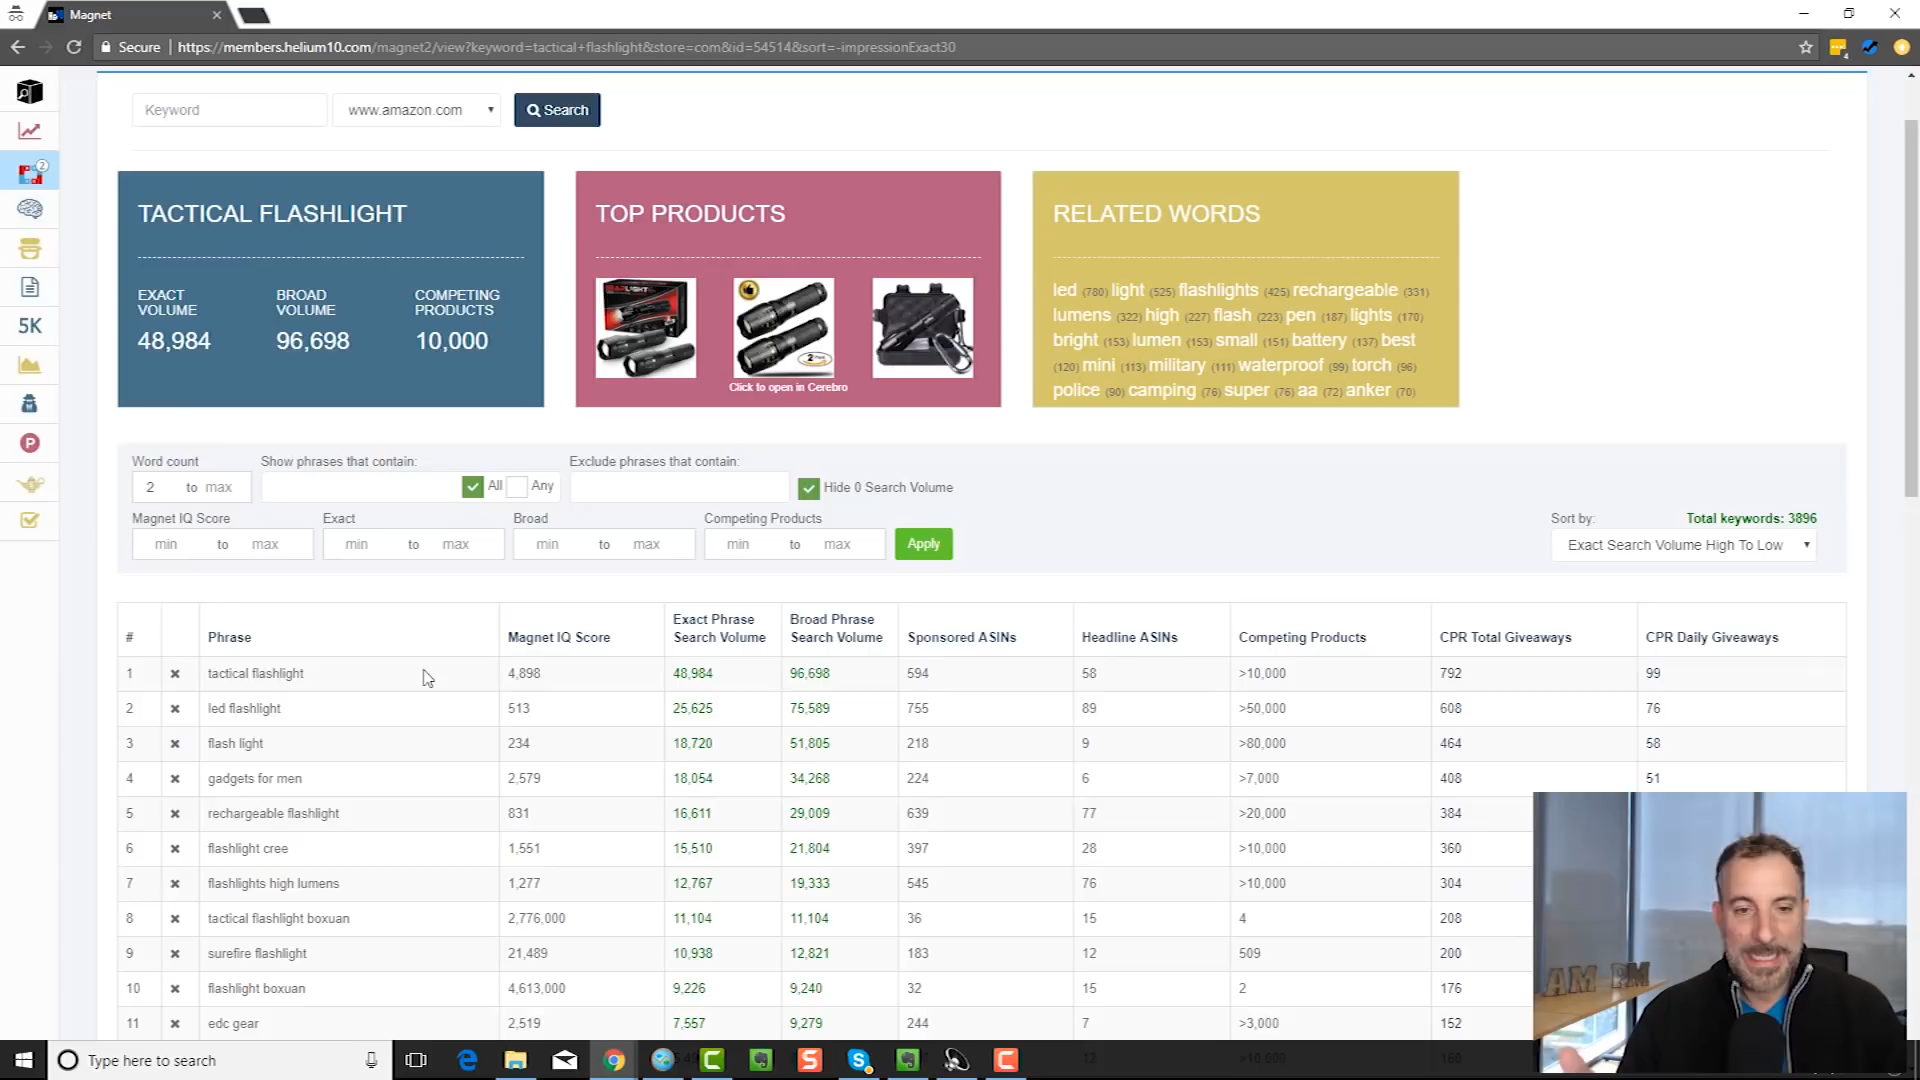 Magnet
Secure
https://members.helium10.com/magnet2/view?keyword=tactical+flashlight&store=com&id=54514&sort=-impressionExact30
Keyword
www.amazon.com
Search
2
5K
P
TACTICAL FLASHLIGHT
EXACT VOLUME
48,984
BROAD VOLUME
96,698
COMPETING PRODUCTS
10,000
TOP PRODUCTS
2-Pack
Click to open in Cerebro
RELATED WORDS
led (780) light (525) flashlights (425) rechargeable (331)
lumens (322) high (227) flash (223) pen (187) lights (170)
bright (153) lumen (153) small (151) battery (137) best
(120) mini (113) military (111) waterproof (99) torch (96)
police (90) camping (76) super (76) aa (72) anker (70)
Word count Show phrases that contain: Exclude phrases that contain:
2 to max All Any Hide 0 Search Volume
Magnet IQ Score Exact Broad Competing Products Sort by: Total keywords: 3896
min to max min to max min to max min to max Apply Exact Search Volume High To Low
# Phrase Magnet IQ Score Exact Phrase Search Volume Broad Phrase Search Volume Sponsored ASINs Headline ASINs Competing Products CPR Total Giveaways CPR Daily Giveaways
1 tactical flashlight 4,898 48,984 96,698 594 58 >10,000 792 99
2 led flashlight 513 25,625 75,589 755 89 >50,000 608 76
3 flash light 234 18,720 51,805 218 9 >80,000 464 58
4 gadgets for men 2,579 18,054 34,268 224 6 >7,000 408 51
5 rechargeable flashlight 831 16,611 29,009 639 77 >20,000 384
6 flashlight cree 1,551 15,510 21,804 397 28 >10,000 360
7 flashlights high lumens 1,277 12,767 19,333 545 76 >10,000 304
8 tactical flashlight boxuan 2,776,000 11,104 11,104 36 15 4 208
9 surefire flashlight 21,489 10,938 12,821 183 12 509 200
10 flashlight boxuan 4,613,000 9,226 9,240 32 15 2 176
11 edc gear 2,519 7,557 9,279 244 7 >3,000 152
AM PM
Type here to search
12 >10,000 160